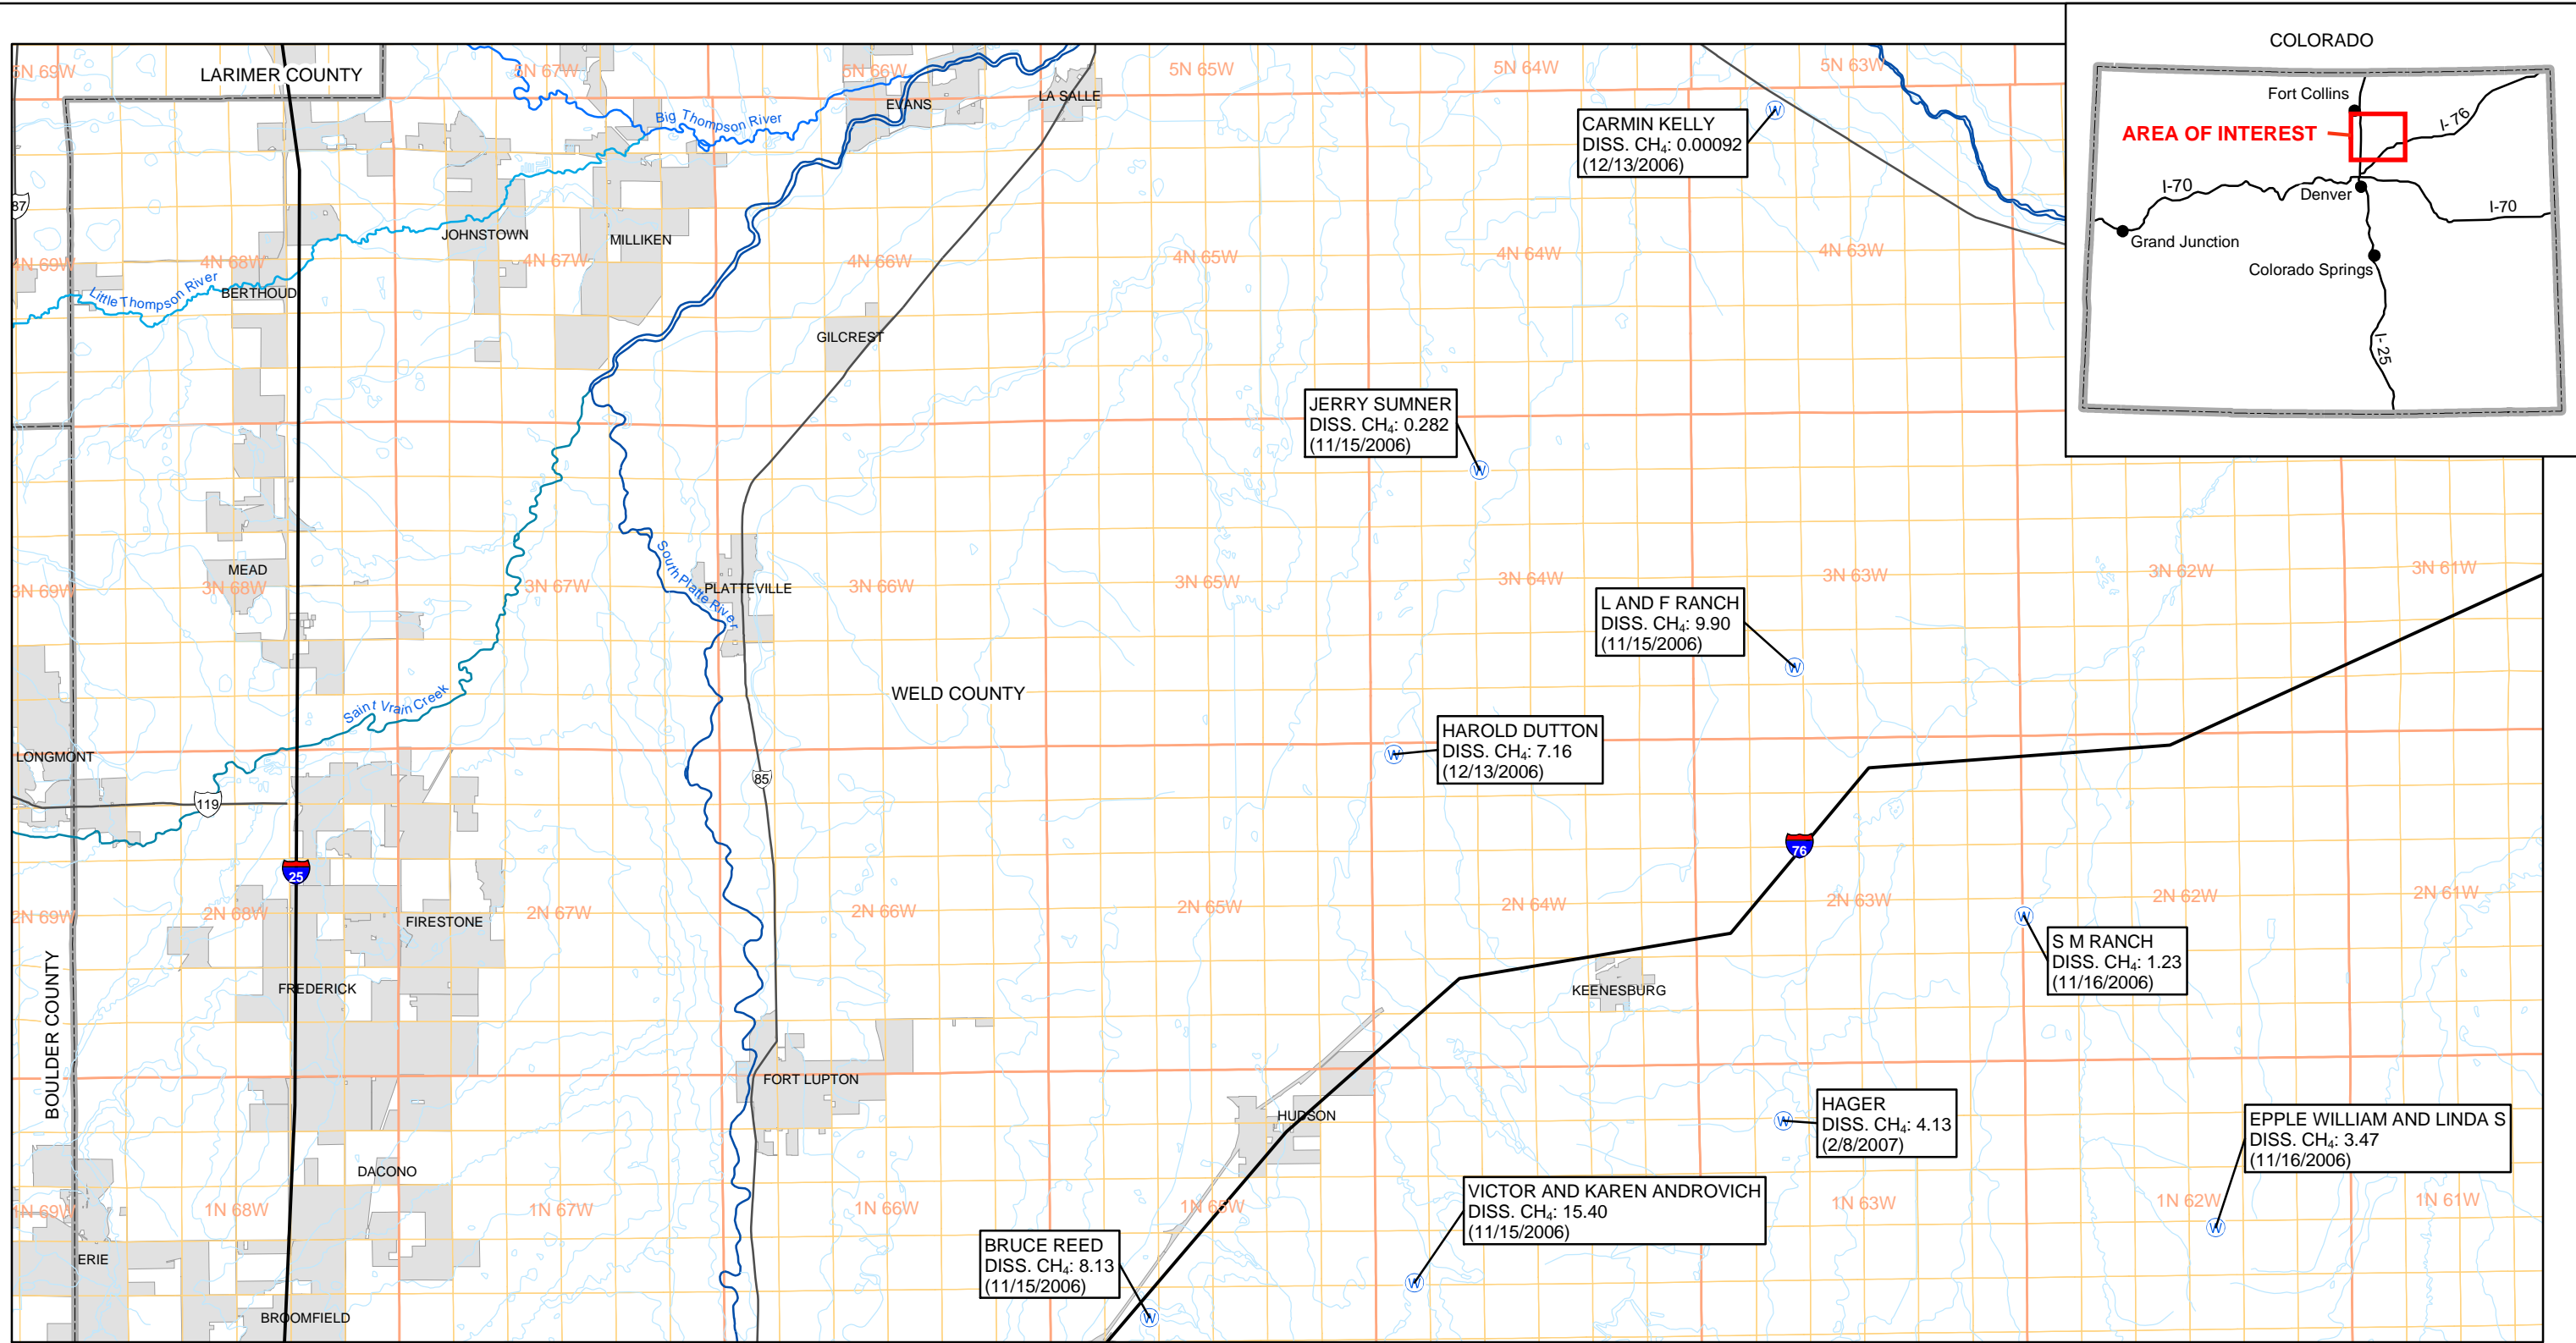 COLORADO
Fort Collins
AREA OF INTEREST
I-76
I-70
Denver
I-70
Grand Junction
Colorado Springs
I-25
5N 69W
LARIMER COUNTY
5N 67W
5N 66W
5N 65W
5N 64W
5N 63W
EVANS
LA SALLE
Big Thompson River
CARMIN KELLY
DISS. CH₄: 0.00092
(12/13/2006)
87
JOHNSTOWN
MILLIKEN
4N 69W
4N 68W
4N 67W
4N 66W
4N 65W
4N 64W
4N 63W
Little Thompson River
BERTHOUD
GILCREST
JERRY SUMNER
DISS. CH₄: 0.282
(11/15/2006)
MEAD
South Platte River
PLATTEVILLE
3N 69W
3N 68W
3N 67W
3N 66W
3N 65W
3N 64W
3N 63W
3N 62W
3N 61W
L AND F RANCH
DISS. CH₄: 9.90
(11/15/2006)
W
W
W
WELD COUNTY
Saint Vrain Creek
HAROLD DUTTON
DISS. CH₄: 7.16
(12/13/2006)
W
LONGMONT
85
119
25
76
2N 69W
2N 68W
2N 67W
2N 66W
2N 65W
2N 64W
2N 63W
2N 62W
2N 61W
FIRESTONE
W
S M RANCH
DISS. CH₄: 1.23
(11/16/2006)
FREDERICK
KEENESBURG
BOULDER COUNTY
FORT LUPTON
HUDSON
W
HAGER
DISS. CH₄: 4.13
(2/8/2007)
EPPLE WILLIAM AND LINDA S
DISS. CH₄: 3.47
(11/16/2006)
W
DACONO
VICTOR AND KAREN ANDROVICH
DISS. CH₄: 15.40
(11/15/2006)
W
1N 69W
1N 68W
1N 67W
1N 66W
1N 65W
1N 63W
1N 62W
1N 61W
BRUCE REED
DISS. CH₄: 8.13
(11/15/2006)
W
ERIE
BROOMFIELD